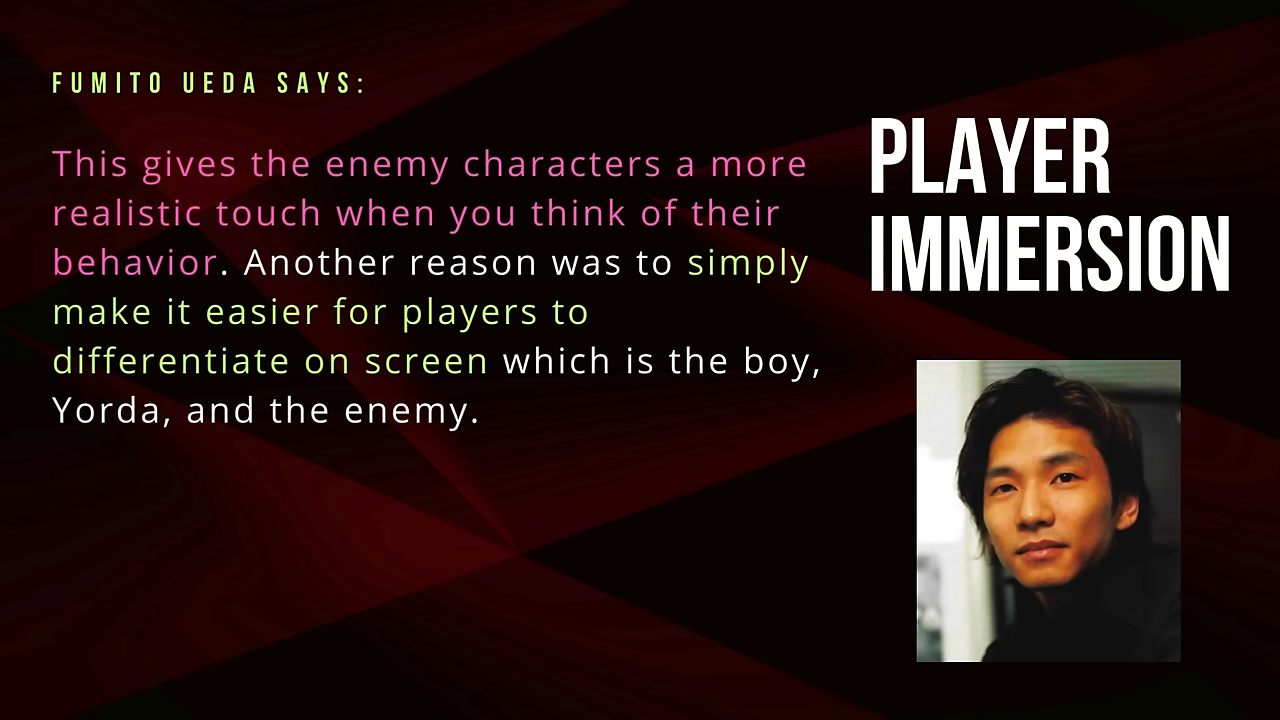 FUMITO UEDA SAYS:
This gives the enemy characters a more
realistic touch when you think of their
behavior. Another reason was to simply
make it easier for players to
differentiate on screen which is the boy,
Yorda, and the enemy.
PLAYER
IMMERSION